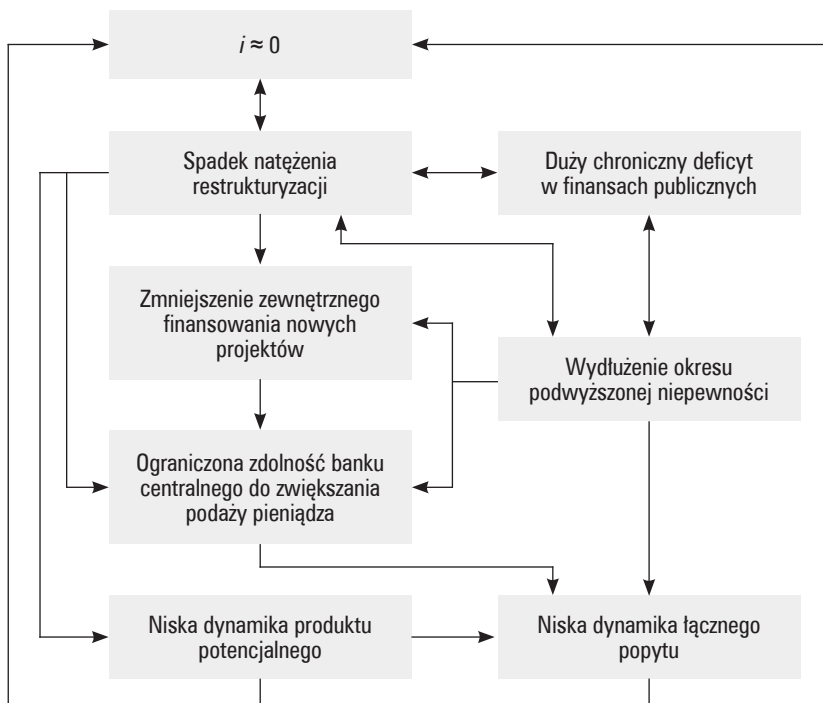 i ≈ 0
Spadek natężenia
restrukturyzacji
Duży chroniczny deficyt
w finansach publicznych
Zmniejszenie zewnętrznego
finansowania nowych
projektów
Wydłużenie okresu
podwyższonej niepewności
Ograniczona zdolność banku
centralnego do zwiększania
podaży pieniądza
Niska dynamika produktu
potencjalnego
Niska dynamika łącznego
popytu